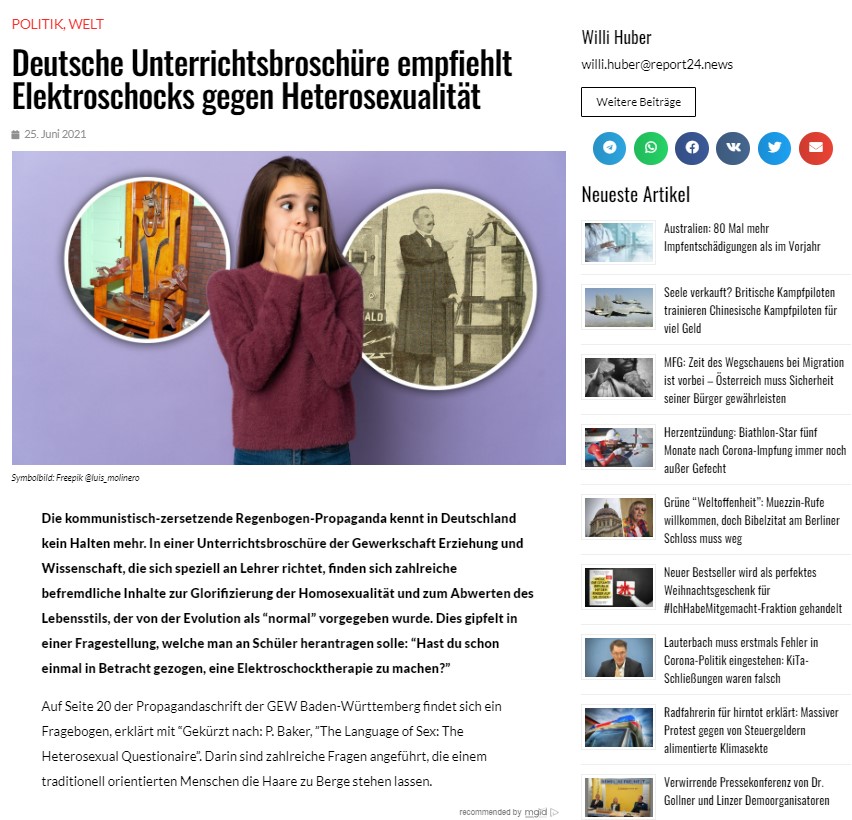 POLITIK, WELT
Deutsche Unterrichtsbroschüre empfiehlt
Elektroschocks gegen Heterosexualität
25. Juni 2021
ALD
Symbolbild: Freepik @luis_molinero
Die kommunistisch-zersetzende Regenbogen-Propaganda kennt in Deutschland
kein Halten mehr. In einer Unterrichtsbroschüre der Gewerkschaft Erziehung und
Wissenschaft, die sich speziell an Lehrer richtet, finden sich zahlreiche
befremdliche Inhalte zur Glorifizierung der Homosexualität und zum Abwerten des
Lebensstils, der von der Evolution als “normal” vorgegeben wurde. Dies gipfelt in
einer Fragestellung, welche man an Schüler herantragen solle: “Hast du schon
einmal in Betracht gezogen, eine Elektroschocktherapie zu machen?”
Auf Seite 20 der Propagandaschrift der GEW Baden-Württemberg findet sich ein
Fragebogen, erklärt mit “Gekürzt nach: P. Baker, ”The Language of Sex: The
Heterosexual Questionaire”. Darin sind zahlreiche Fragen angeführt, die einem
traditionell orientierten Menschen die Haare zu Berge stehen lassen.
recommended by mgid
Willi Huber
willi.huber@report24.news
Weitere Beiträge
Neueste Artikel
Australien: 80 Mal mehr
Impfentschädigungen als im Vorjahr
Seele verkauft? Britische Kampfpiloten
trainieren Chinesische Kampfpiloten für
viel Geld
MFG: Zeit des Wegschauens bei Migration
ist vorbei – Österreich muss Sicherheit
seiner Bürger gewährleisten
Herzentzündung: Biathlon-Star fünf
Monate nach Corona-Impfung immer noch
außer Gefecht
Grüne “Weltoffenheit”: Muezzin-Rufe
willkommen, doch Bibelzitat am Berliner
Schloss muss weg
Neuer Bestseller wird als perfektes
Weihnachtsgeschenk für
#IchHabeMitgemacht-Fraktion gehandelt
Lauterbach muss erstmals Fehler in
Corona-Politik eingestehen: KiTa-
Schließungen waren falsch
Radfahrerin für hirntot erklärt: Massiver
Protest gegen von Steuergeldern
alimentierte Klimasekte
Verwirrende Pressekonferenz von Dr.
Gollner und Linzer Demoorganisatoren